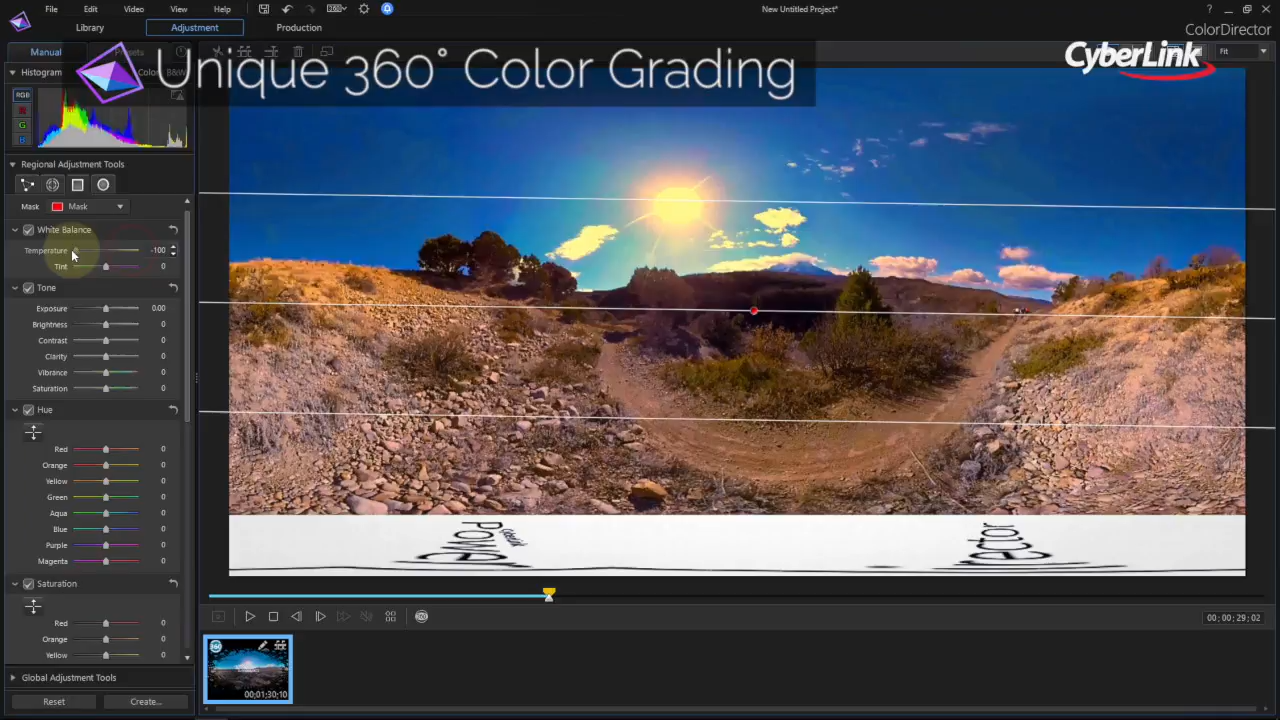 File Edit View Help
New Untitled Project*
Library Adjustment Production
ColorDirector
Manual Presets
Fit
Unique 360° Color Grading
CyberLink
Histogram
Color B&W
RGB
R
G
B
Regional Adjustment Tools
Mask Mask
White Balance
Temperature -100
Tint 0
Tone
Exposure 0.00
Brightness 0
Contrast 0
Clarity 0
Vibrance 0
Saturation 0
Hue
Red 0
Orange 0
Yellow 0
Green 0
Aqua 0
Blue 0
Purple 0
Magenta 0
Saturation
Red 0
Orange 0
Yellow 0
Global Adjustment Tools
Reset Create...
00;00;29;02
360
00;01;30;10